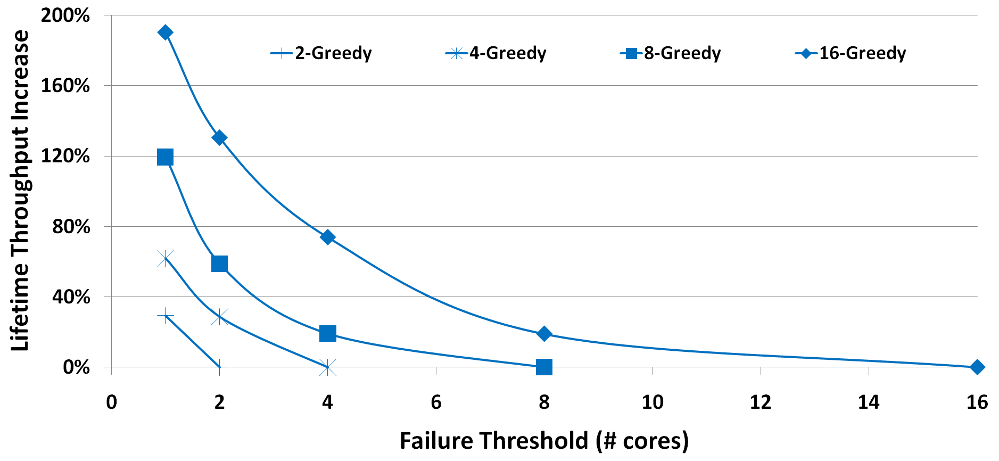 200%
160%
120%
80%
40%
0%
Lifetime Throughput Increase
2-Greedy 4-Greedy 8-Greedy 16-Greedy
0 2 4 6 8 10 12 14 16
Failure Threshold (# cores)